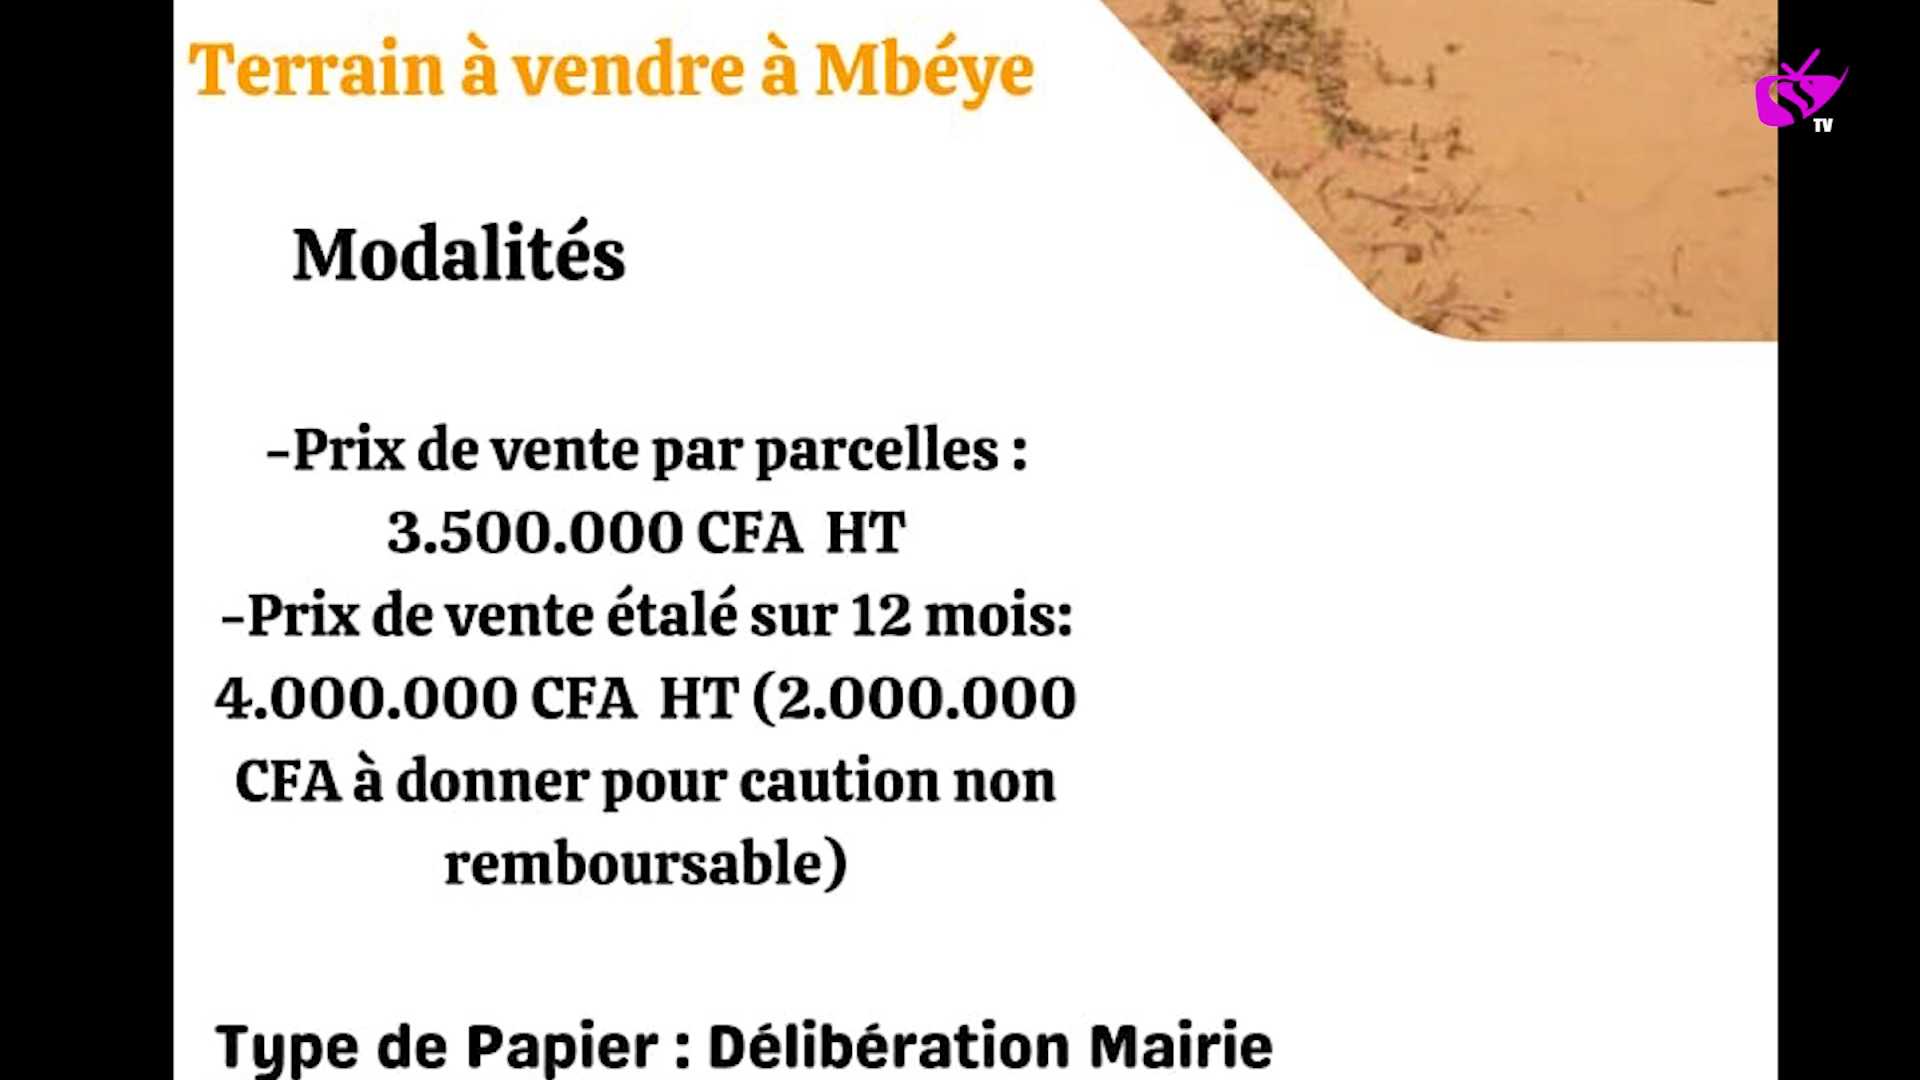 Terrain à vendre à Mbéye
TV
Modalités
-Prix de vente par parcelles :
3.500.000 CFA HT
-Prix de vente étalé sur 12 mois:
4.000.000 CFA HT (2.000.000
CFA à donner pour caution non
remboursable)
Type de Papier : Délibération Mairie